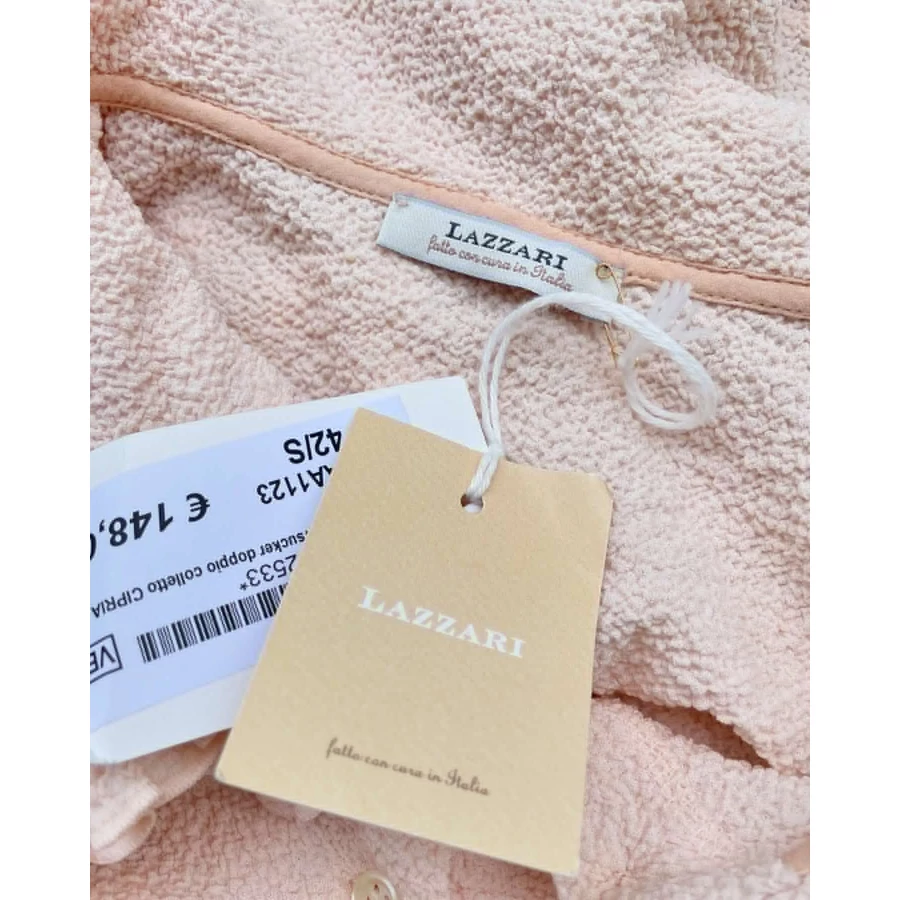 LAZZARI
fatto con cura in Italia
42/S
A1123
€ 148,
sucker doppio colletto CIPRIA
2533*
LAZZARI
fatto con cura in Italia